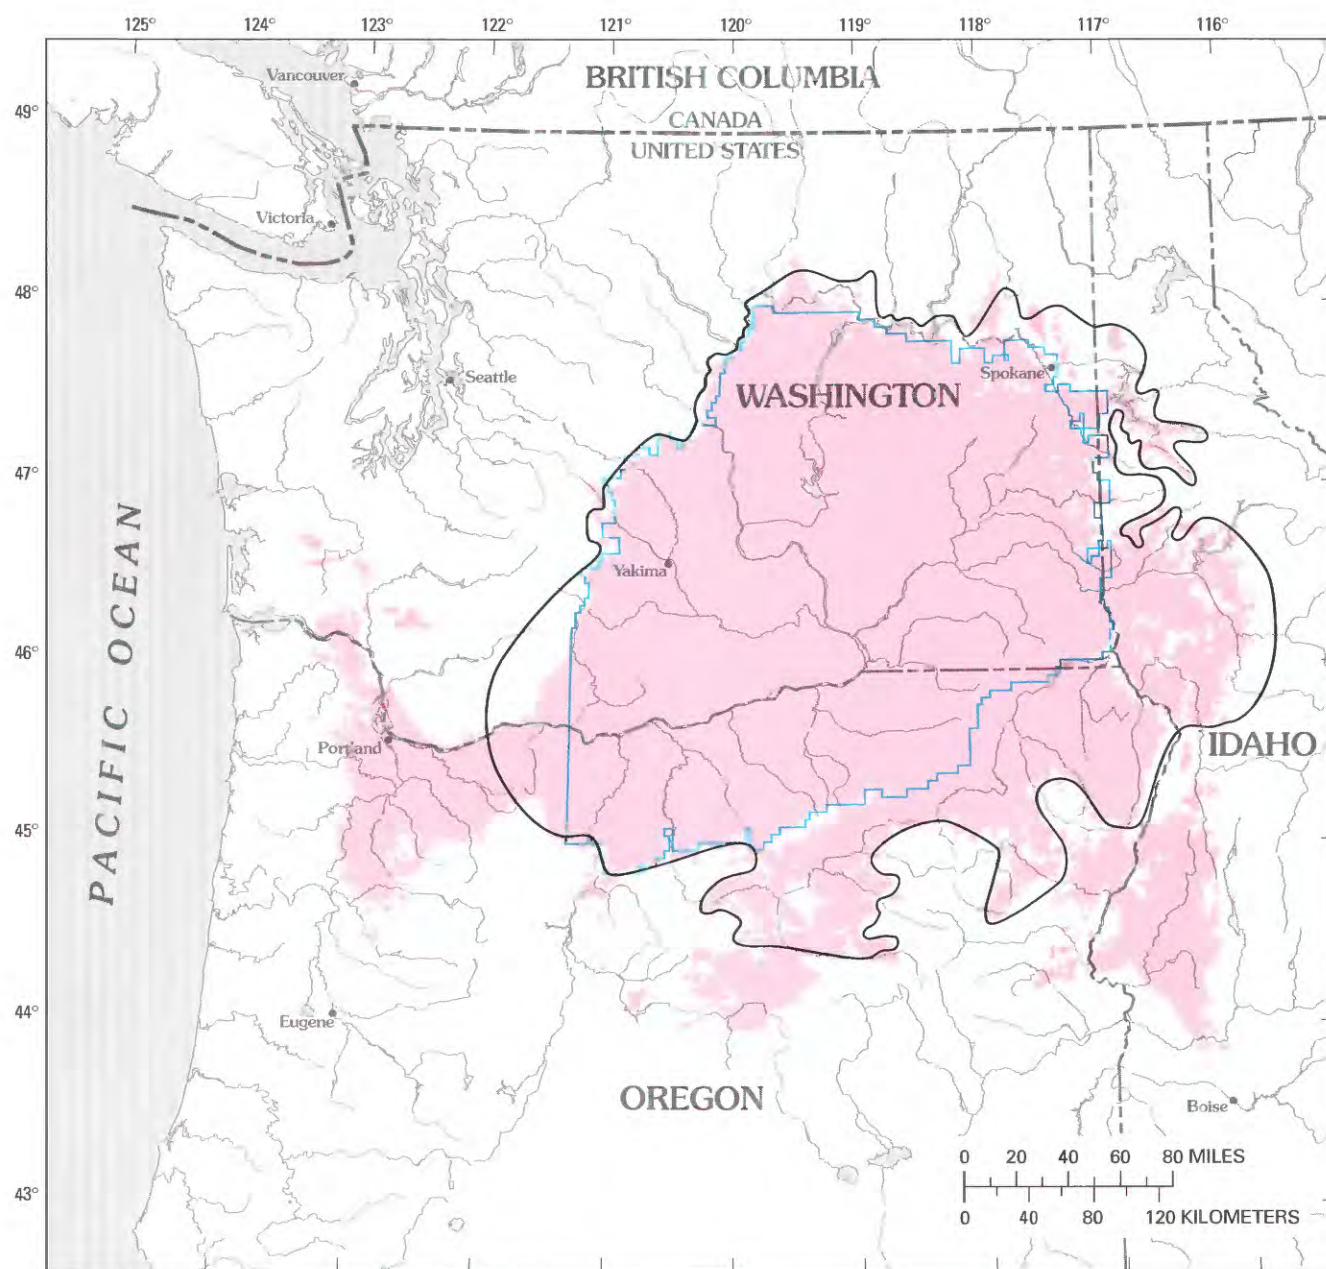 125° 124° 123° 122° 121° 120° 119° 118° 117° 116°
Vancouver
BRITISH COLUMBIA
49°
CANADA
UNITED STATES
Victoria
48°
Seattle
Spokane
WASHINGTON
47°
PACIFIC OCEAN
Yakima
46°
Portland
IDAHO
45°
44°
Eugene
OREGON
Boise
0 20 40 60 80 MILES
43°
0 40 80 120 KILOMETERS